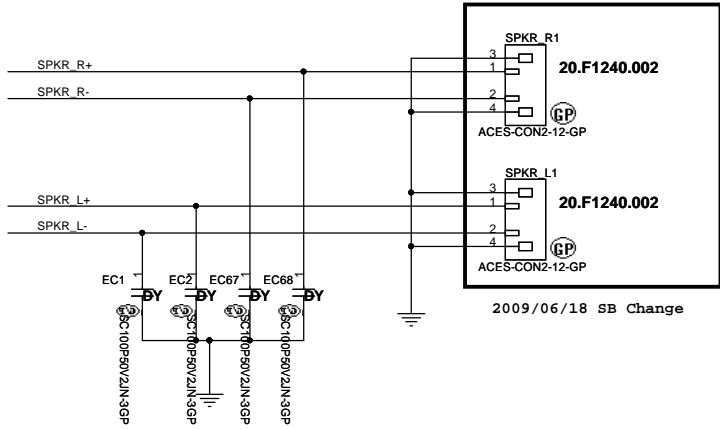 SPKR_R1
SPKR_R+
3
1
20.F1240.002
SPKR_R-
2
4
GP
ACES-CON2-12-GP
SPKR_L1
3
SPKR_L+
1
20.F1240.002
SPKR_L-
2
4
GP
ACES-CON2-12-GP
1
1
1
1
EC1
EC2
EC67
EC68
DY
DY
DY
DY
2009/06/18 SB Change
SC100P50V2JN-3GP
SC100P50V2JN-3GP
SC100P50V2JN-3GP
SC100P50V2JN-3GP